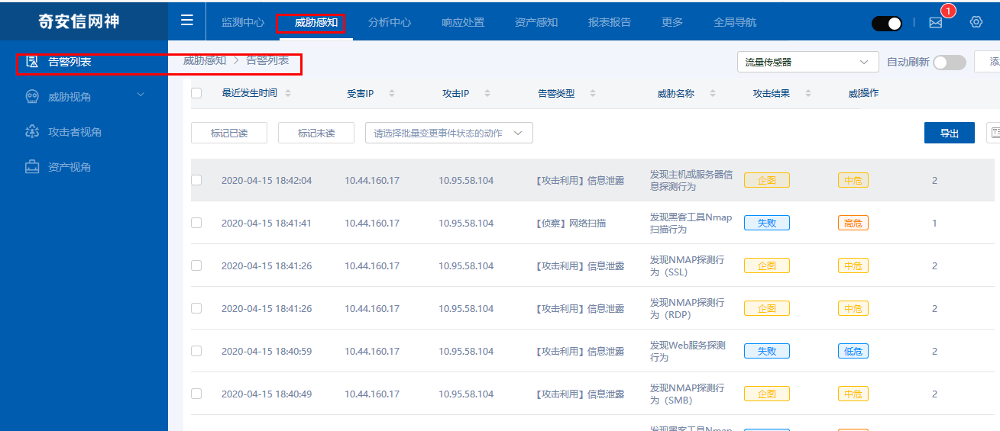 奇安信网神
监测中心 威胁感知 分析中心 响应处置 资产感知 报表报告 更多 全局导航 1
告警列表
威胁视角
攻击者视角
资产视角
威胁感知 > 告警列表 流量传感器 自动刷新 添
最近发生时间 受害IP 攻击IP 告警类型 威胁名称 攻击结果 威胁操作
标记已读 标记未读 请选择批量变更事件状态的动作 导出
2020-04-15 18:42:04 10.44.160.17 10.95.58.104 【攻击利用】信息泄露 发现主机或服务器信 企图 中危 2
息探测行为
2020-04-15 18:41:41 10.44.160.17 10.95.58.104 【侦察】网络扫描 发现黑客工具Nmap 失败 高危 1
扫描行为
2020-04-15 18:41:26 10.44.160.17 10.95.58.104 【攻击利用】信息泄露 发现NMAP探测行 企图 中危 2
为（SSL）
2020-04-15 18:41:26 10.44.160.17 10.95.58.104 【攻击利用】信息泄露 发现NMAP探测行 企图 中危 2
为（RDP）
2020-04-15 18:40:59 10.44.160.17 10.95.58.104 【攻击利用】信息泄露 发现Web服务探测 失败 低危 2
行为
2020-04-15 18:40:49 10.44.160.17 10.95.58.104 【攻击利用】信息泄露 发现NMAP探测行 企图 中危 2
为（SMB）
发现黑客工具Nmap